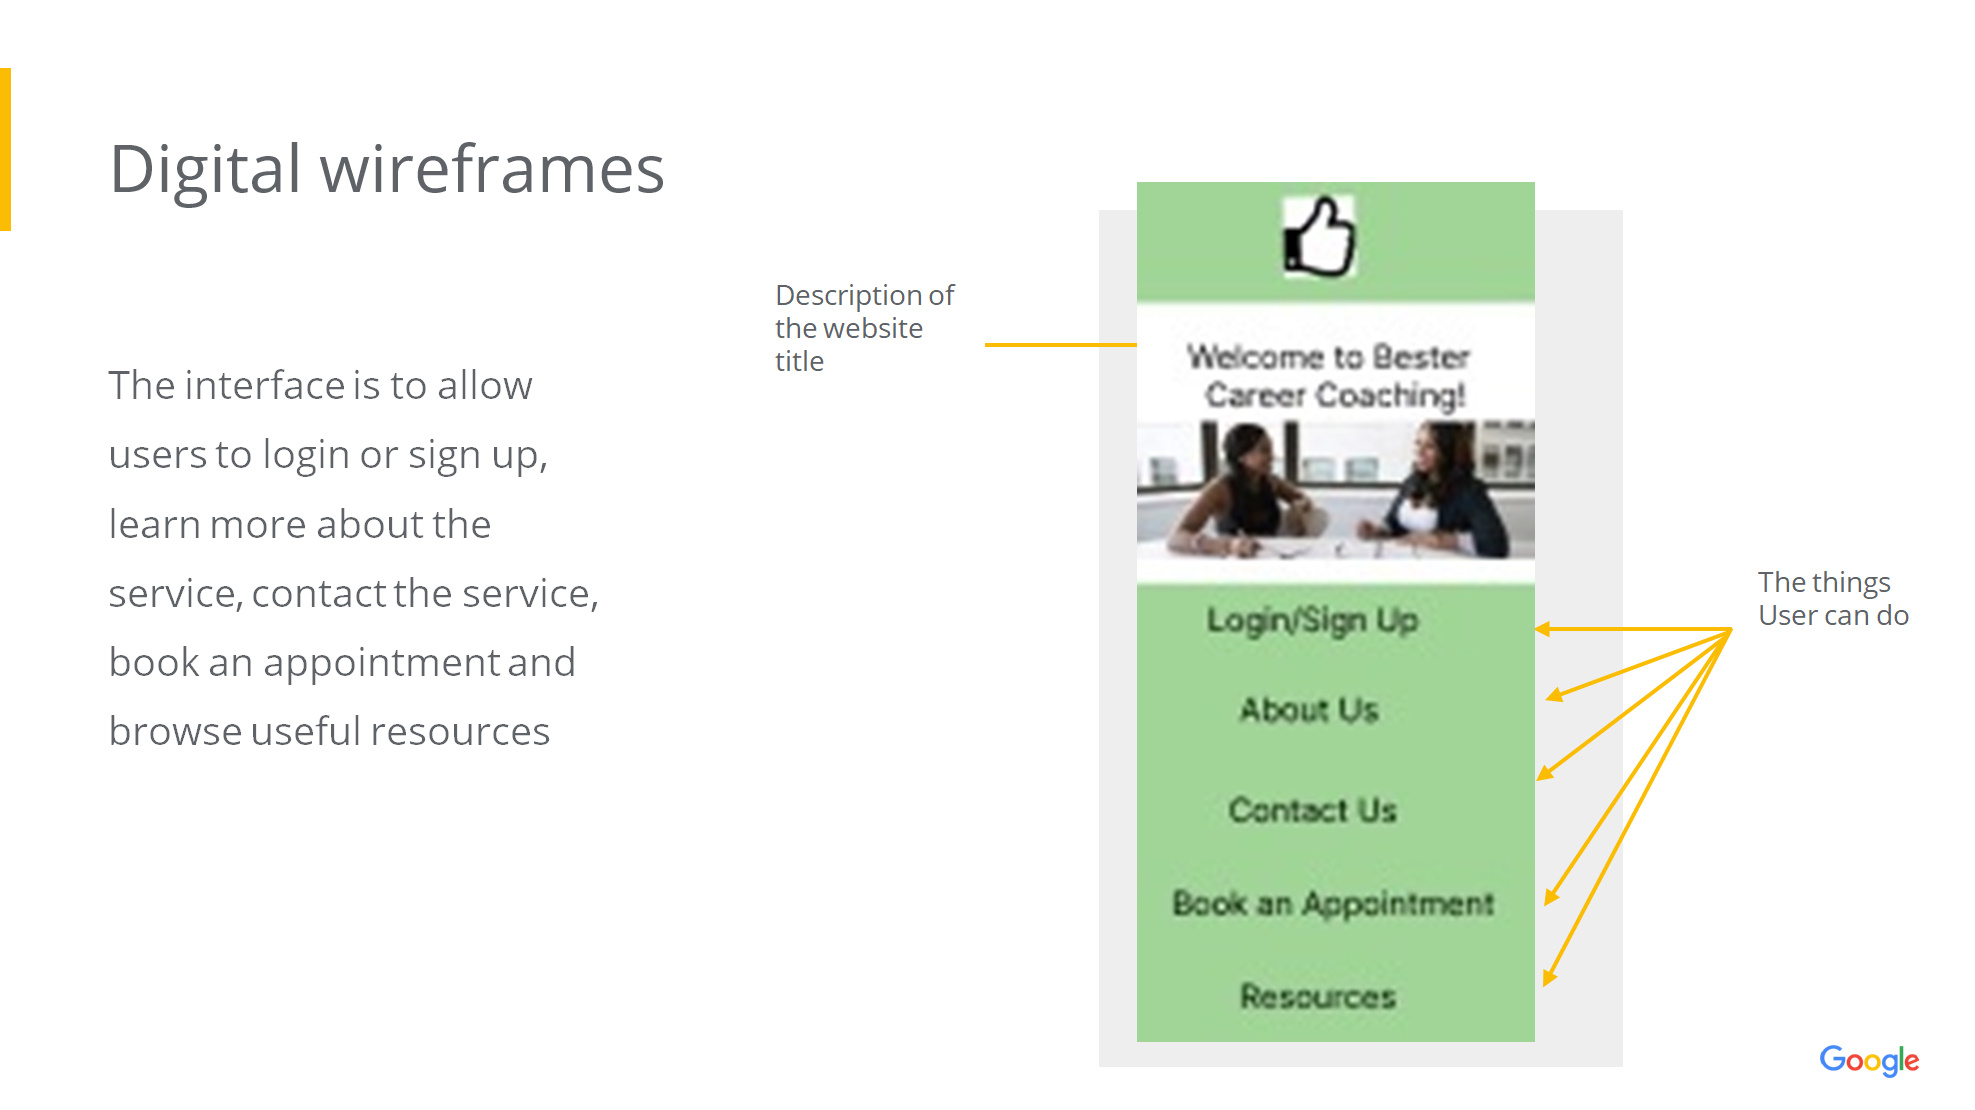 Digital wireframes
The interface is to allow
users to login or sign up,
learn more about the
service, contact the service,
book an appointment and
browse useful resources
Description of
the website
title
Welcome to Bester
Career Coaching!
Login/Sign Up
About Us
Contact Us
Book an Appointment
Resources
The things
User can do
Google